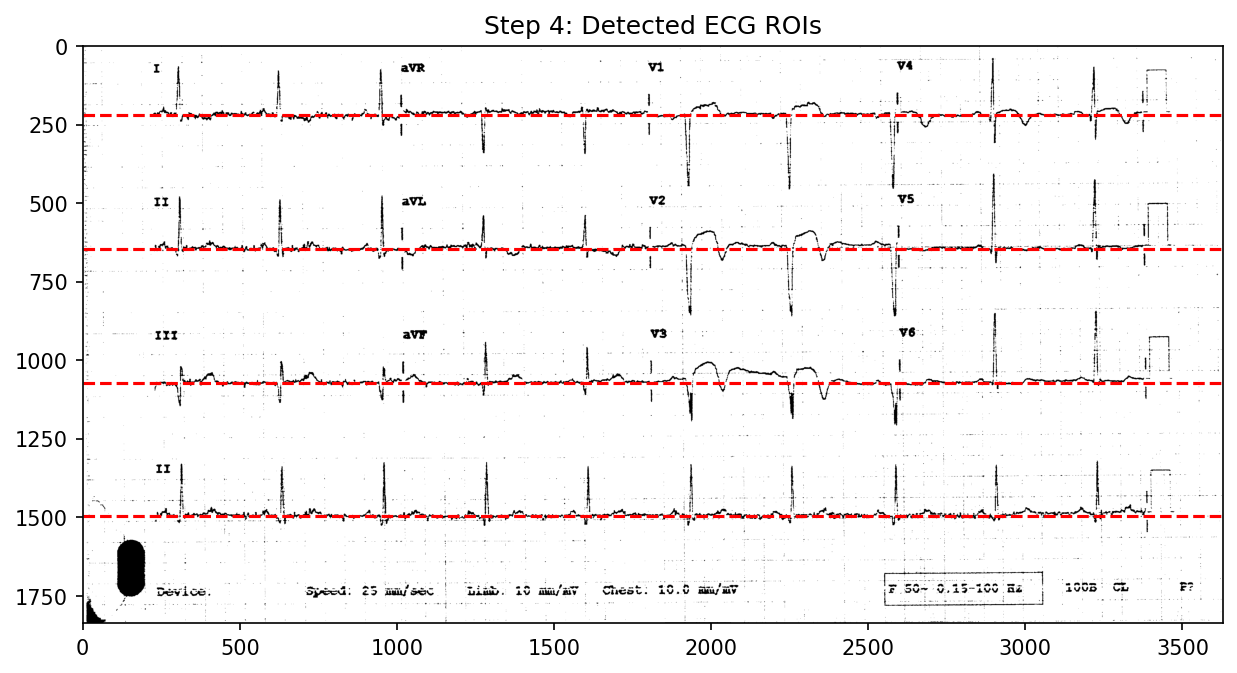 Step 4: Detected ECG ROIs
0
250
500
750
1000
1250
1500
1750
I aVR V1 V4
II aVL V2 V5
III aVF V3 V6
II
Device. Speed: 25 mm/sec Limb: 10 mm/mV Chest: 10.0 mm/mV F 50~ 0.15-100 Hz 100B CL P?
0 500 1000 1500 2000 2500 3000 3500